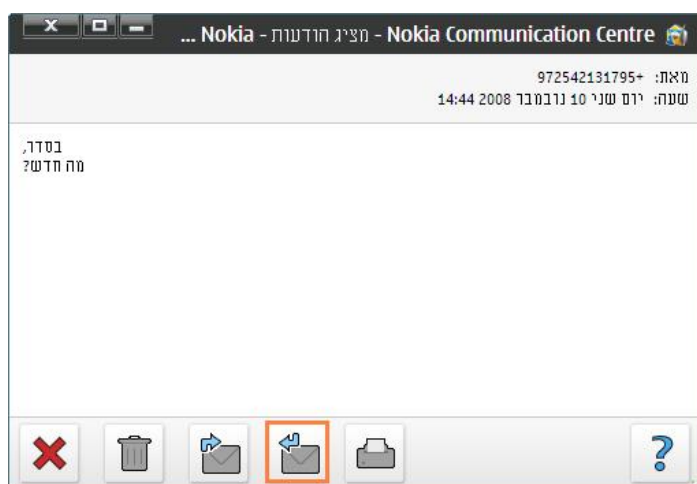 Nokia Communication Centre - מציג הודעות - Nokia ...
מאת: +972542131795
שעה: יום שני 10 נובמבר 2008 14:44
בסדר,
מה חדש?